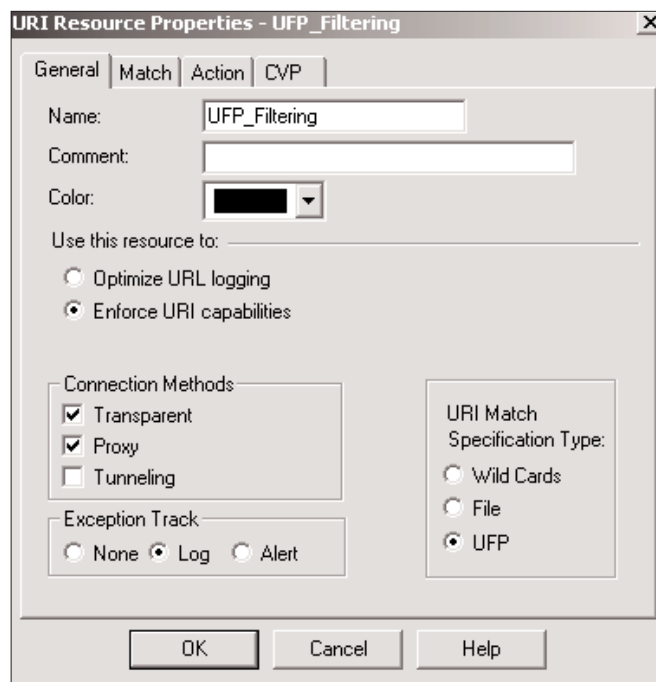 URI Resource Properties - UFP_Filtering
General Match Action CVP
Name: UFP_Filtering
Comment:
Color:
Use this resource to:
Optimize URL logging
Enforce URI capabilities
Connection Methods
Transparent
Proxy
Tunneling
Exception Track
None Log Alert
URI Match
Specification Type:
Wild Cards
File
UFP
OK Cancel Help